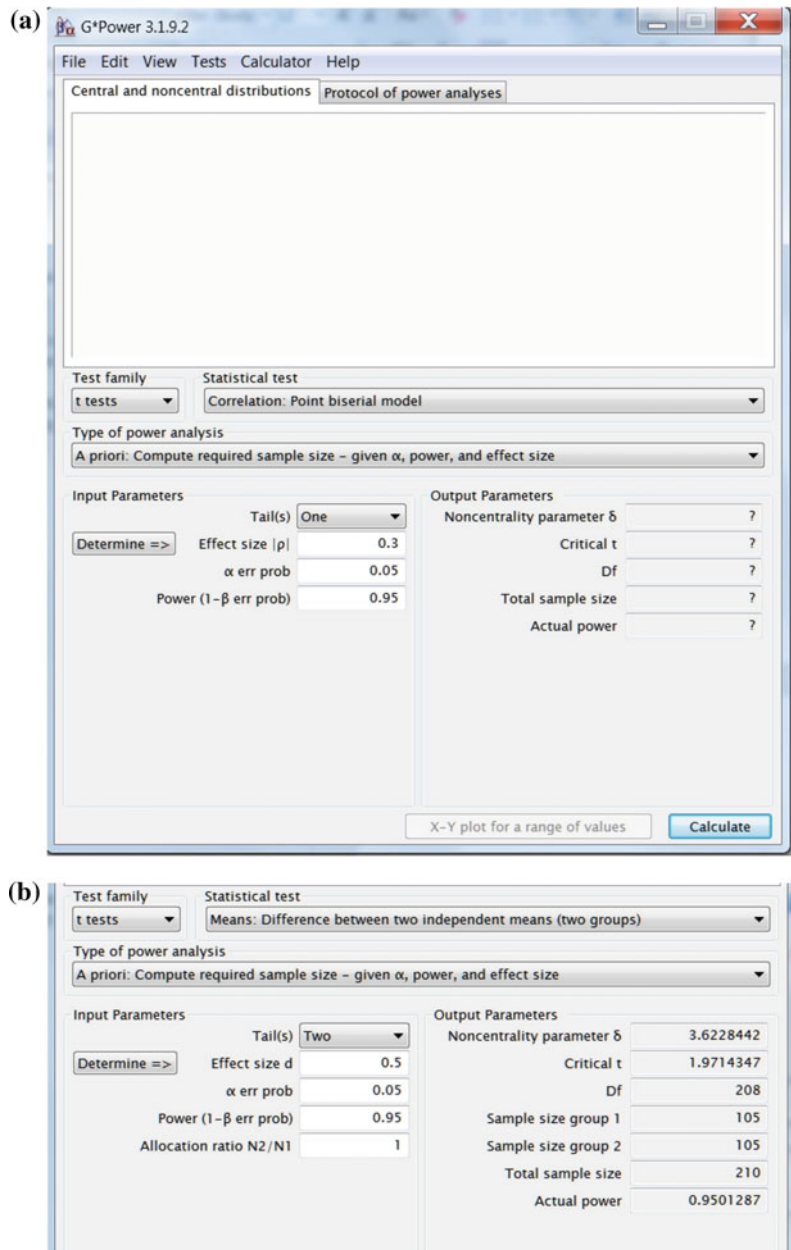 (a)
G*Power 3.1.9.2
File Edit View Tests Calculator Help
Central and noncentral distributions Protocol of power analyses
Test family Statistical test
t tests Correlation: Point biserial model
Type of power analysis
A priori: Compute required sample size – given α, power, and effect size
Input Parameters Output Parameters
Tail(s) One Noncentrality parameter δ ?
Determine => Effect size |ρ| 0.3 Critical t ?
α err prob 0.05 Df ?
Power (1-β err prob) 0.95 Total sample size ?
Actual power ?
X-Y plot for a range of values Calculate
(b)
Test family Statistical test
t tests Means: Difference between two independent means (two groups)
Type of power analysis
A priori: Compute required sample size – given α, power, and effect size
Input Parameters Output Parameters
Tail(s) Two Noncentrality parameter δ 3.6228442
Determine => Effect size d 0.5 Critical t 1.9714347
α err prob 0.05 Df 208
Power (1-β err prob) 0.95 Sample size group 1 105
Allocation ratio N2/N1 1 Sample size group 2 105
Total sample size 210
Actual power 0.9501287